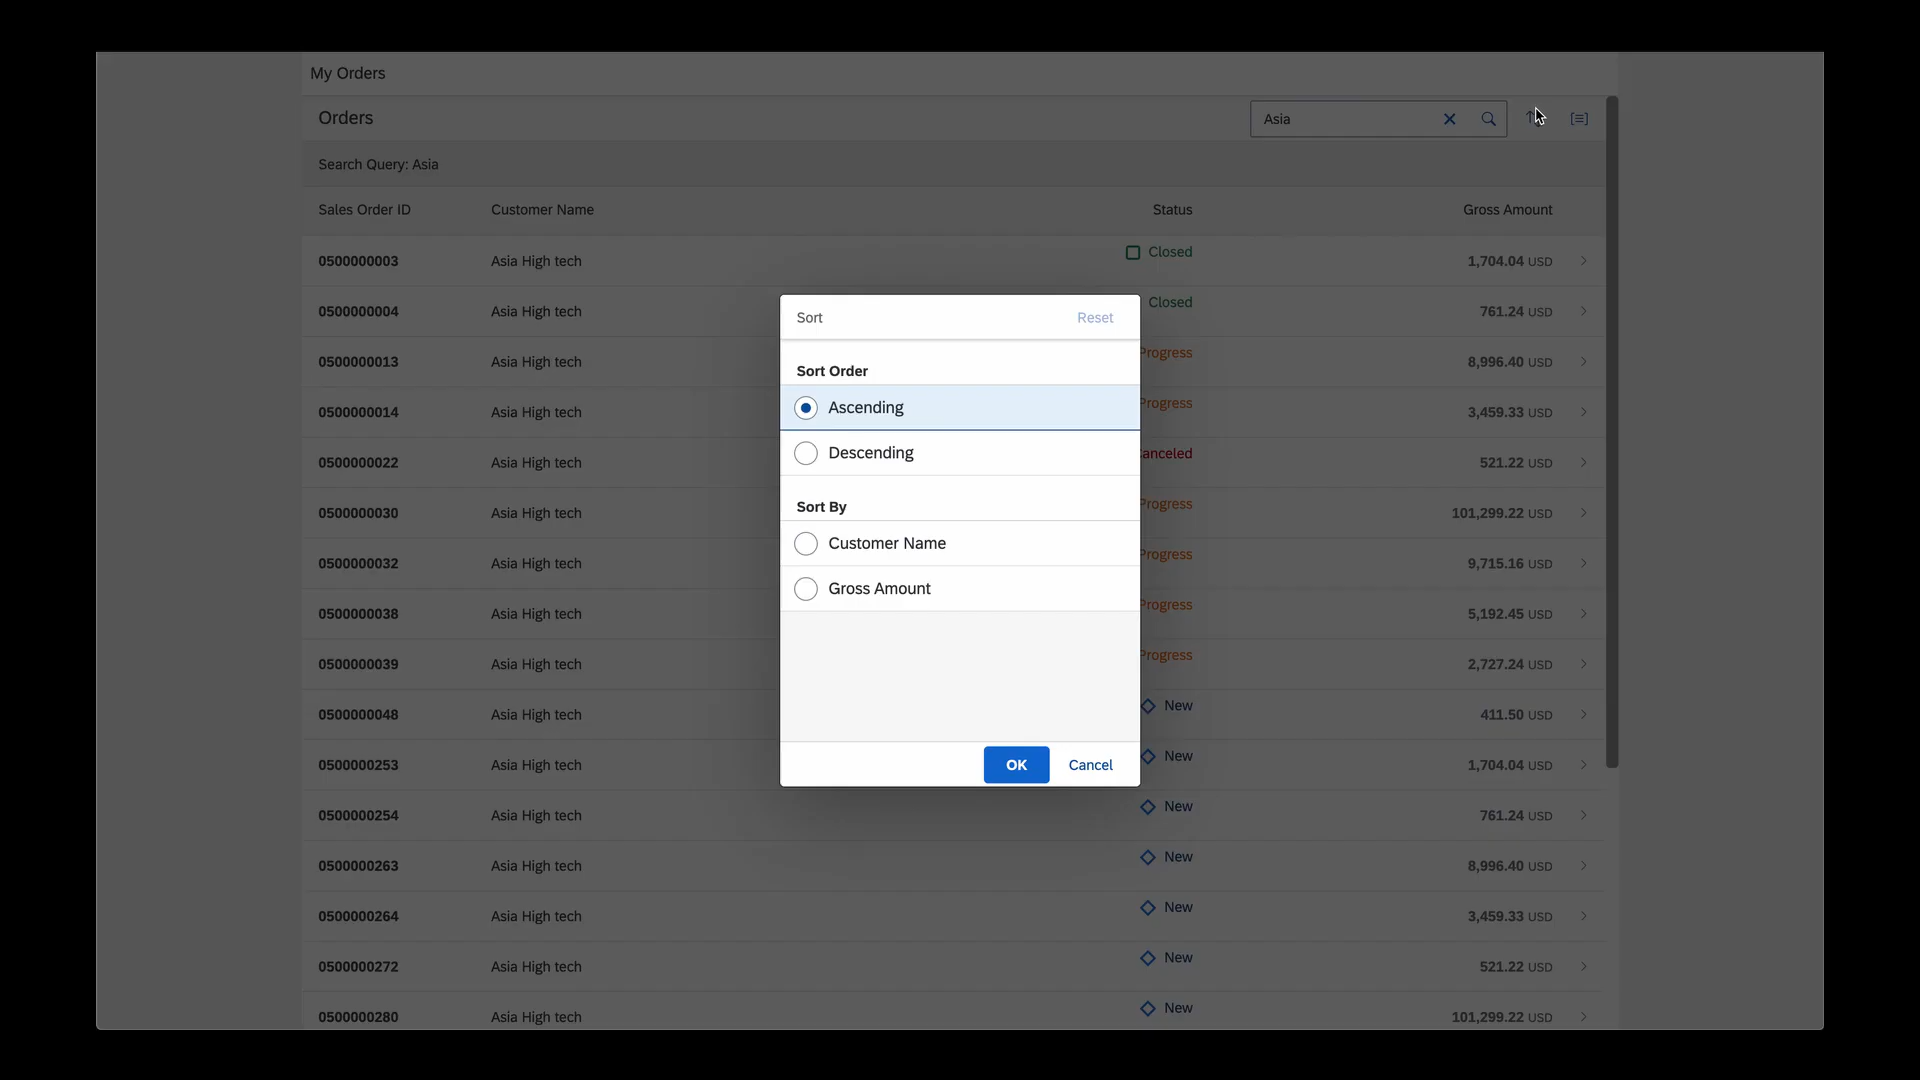 My Orders
Orders
Asia
Search Query: Asia
Sales Order ID Customer Name Status Gross Amount
0500000003 Asia High tech Closed 1,704.04 USD
0500000004 Asia High tech Closed 761.24 USD
0500000013 Asia High tech Progress 8,996.40 USD
0500000014 Asia High tech Progress 3,459.33 USD
0500000022 Asia High tech anceled 521.22 USD
0500000030 Asia High tech Progress 101,299.22 USD
0500000032 Asia High tech Progress 9,715.16 USD
0500000038 Asia High tech Progress 5,192.45 USD
0500000039 Asia High tech Progress 2,727.24 USD
0500000048 Asia High tech New 411.50 USD
0500000253 Asia High tech New 1,704.04 USD
0500000254 Asia High tech New 761.24 USD
0500000263 Asia High tech New 8,996.40 USD
0500000264 Asia High tech New 3,459.33 USD
0500000272 Asia High tech New 521.22 USD
0500000280 Asia High tech New 101,299.22 USD
Sort Reset
Sort Order
Ascending
Descending
Sort By
Customer Name
Gross Amount
OK Cancel